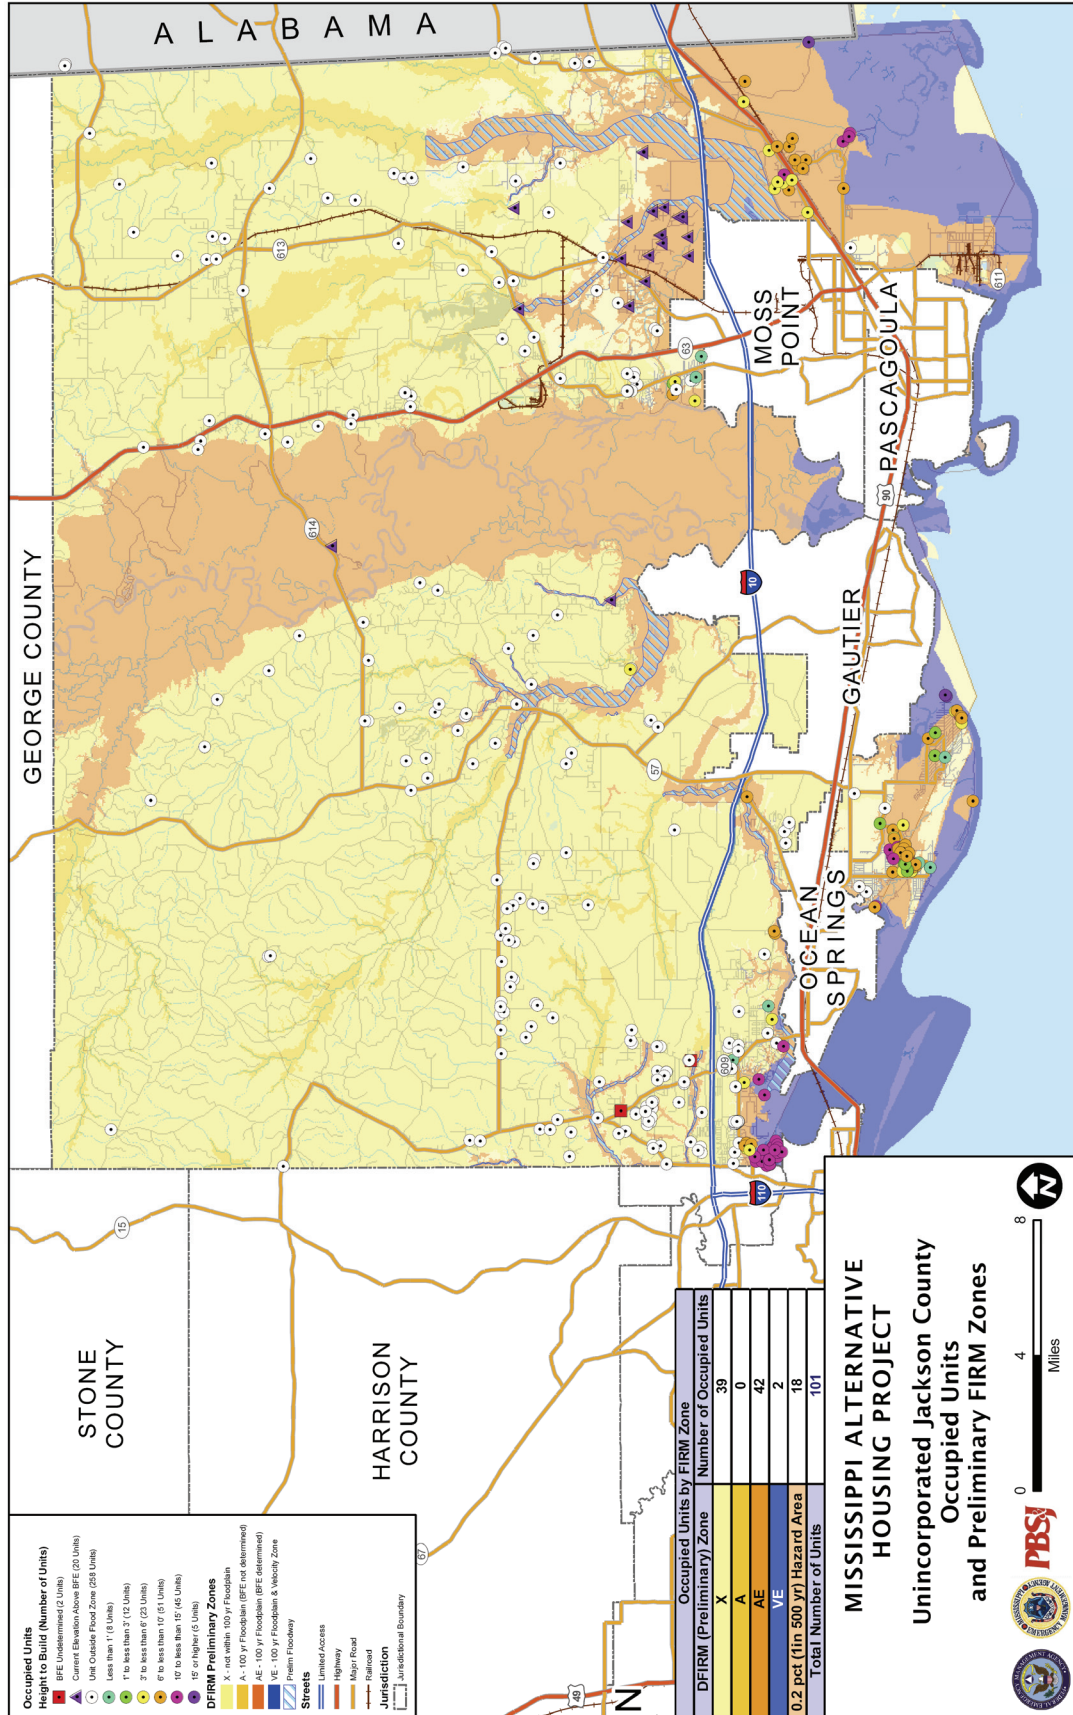 ALABAMA
GEORGE COUNTY
STONE
COUNTY
HARRISON
COUNTY
MOSS
POINT
PASCAGOULA
GAUTIER
OCEAN
SPRINGS
613
614
63
611
90
10
57
609
110
15
67
49
N
Occupied Units
Height to Build (Number of Units)
BFE Undetermined (2 Units)
Current Elevation Above BFE (20 Units)
Unit Outside Flood Zone (258 Units)
Less than 1' (8 Units)
1' to less than 3' (12 Units)
3' to less than 6' (23 Units)
6' to less than 10' (51 Units)
10' to less than 15' (45 Units)
15' or higher (5 Units)
DFIRM Preliminary Zones
X - not within 100 yr Floodplain
A - 100 yr Floodplain (BFE not determined)
AE - 100 yr Floodplain (BFE determined)
VE - 100 yr Floodplain & Velocity Zone
Prelim Floodway
Streets
Limited Access
Highway
Major Road
Railroad
Jurisdiction
Jurisdictional Boundary
Occupied Units by FIRM Zone
DFIRM (Preliminary) Zone Number of Occupied Units
X 39
A 0
AE 42
VE 2
0.2 pct (1in 500 yr) Hazard Area 18
Total Number of Units 101
MISSISSIPPI ALTERNATIVE
HOUSING PROJECT
Unincorporated Jackson County
Occupied Units
and Preliminary FIRM Zones
PBSJ
0 4 8
Miles
N